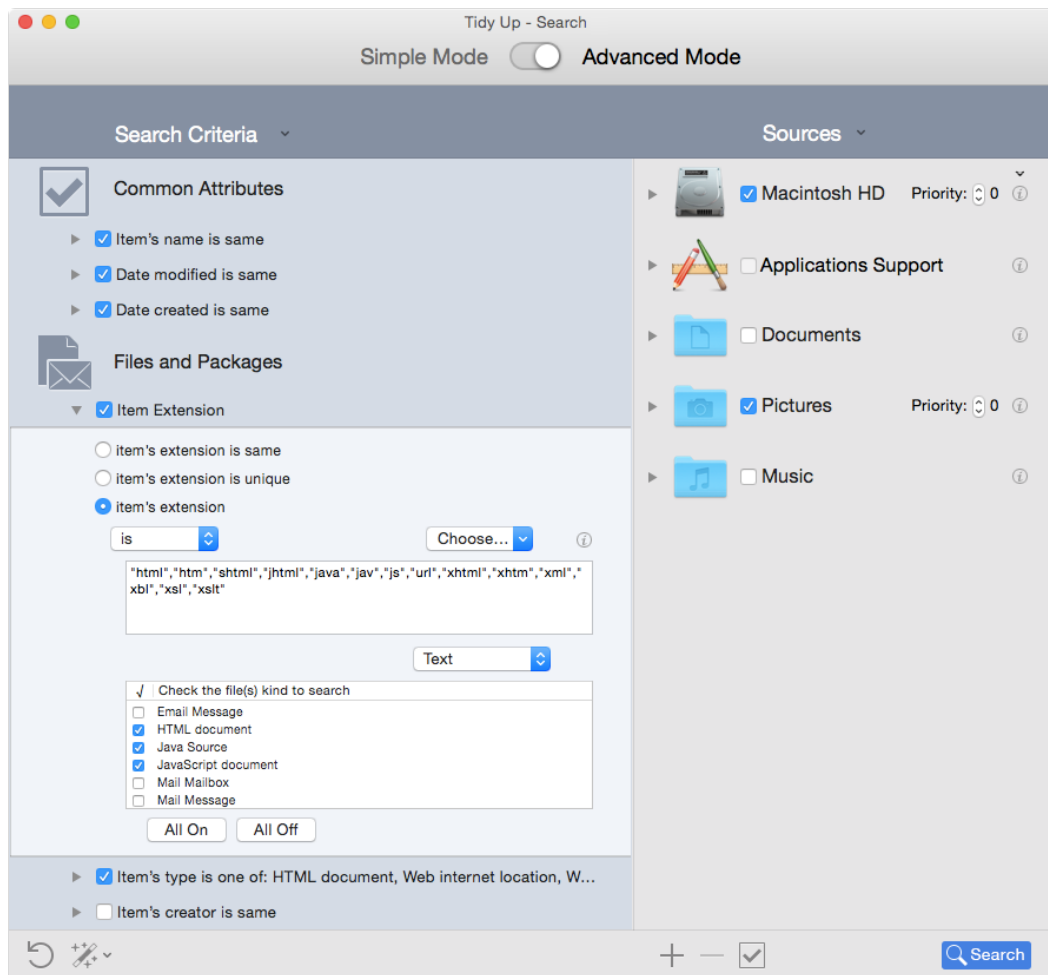 Tidy Up - Search
Simple Mode
Advanced Mode
Search Criteria
Sources
Common Attributes
Item's name is same
Date modified is same
Date created is same
Files and Packages
Item Extension
item's extension is same
item's extension is unique
item's extension
is
Choose...
"html","htm","shtml","jhtml","java","jav","js","url","xhtml","xhtm","xml","
xbl","xsl","xslt"
Text
√ Check the file(s) kind to search
Email Message
HTML document
Java Source
JavaScript document
Mail Mailbox
Mail Message
All On
All Off
Item's type is one of: HTML document, Web internet location, W...
Item's creator is same
Macintosh HD
Priority: 0
Applications Support
Documents
Pictures
Priority: 0
Music
Search